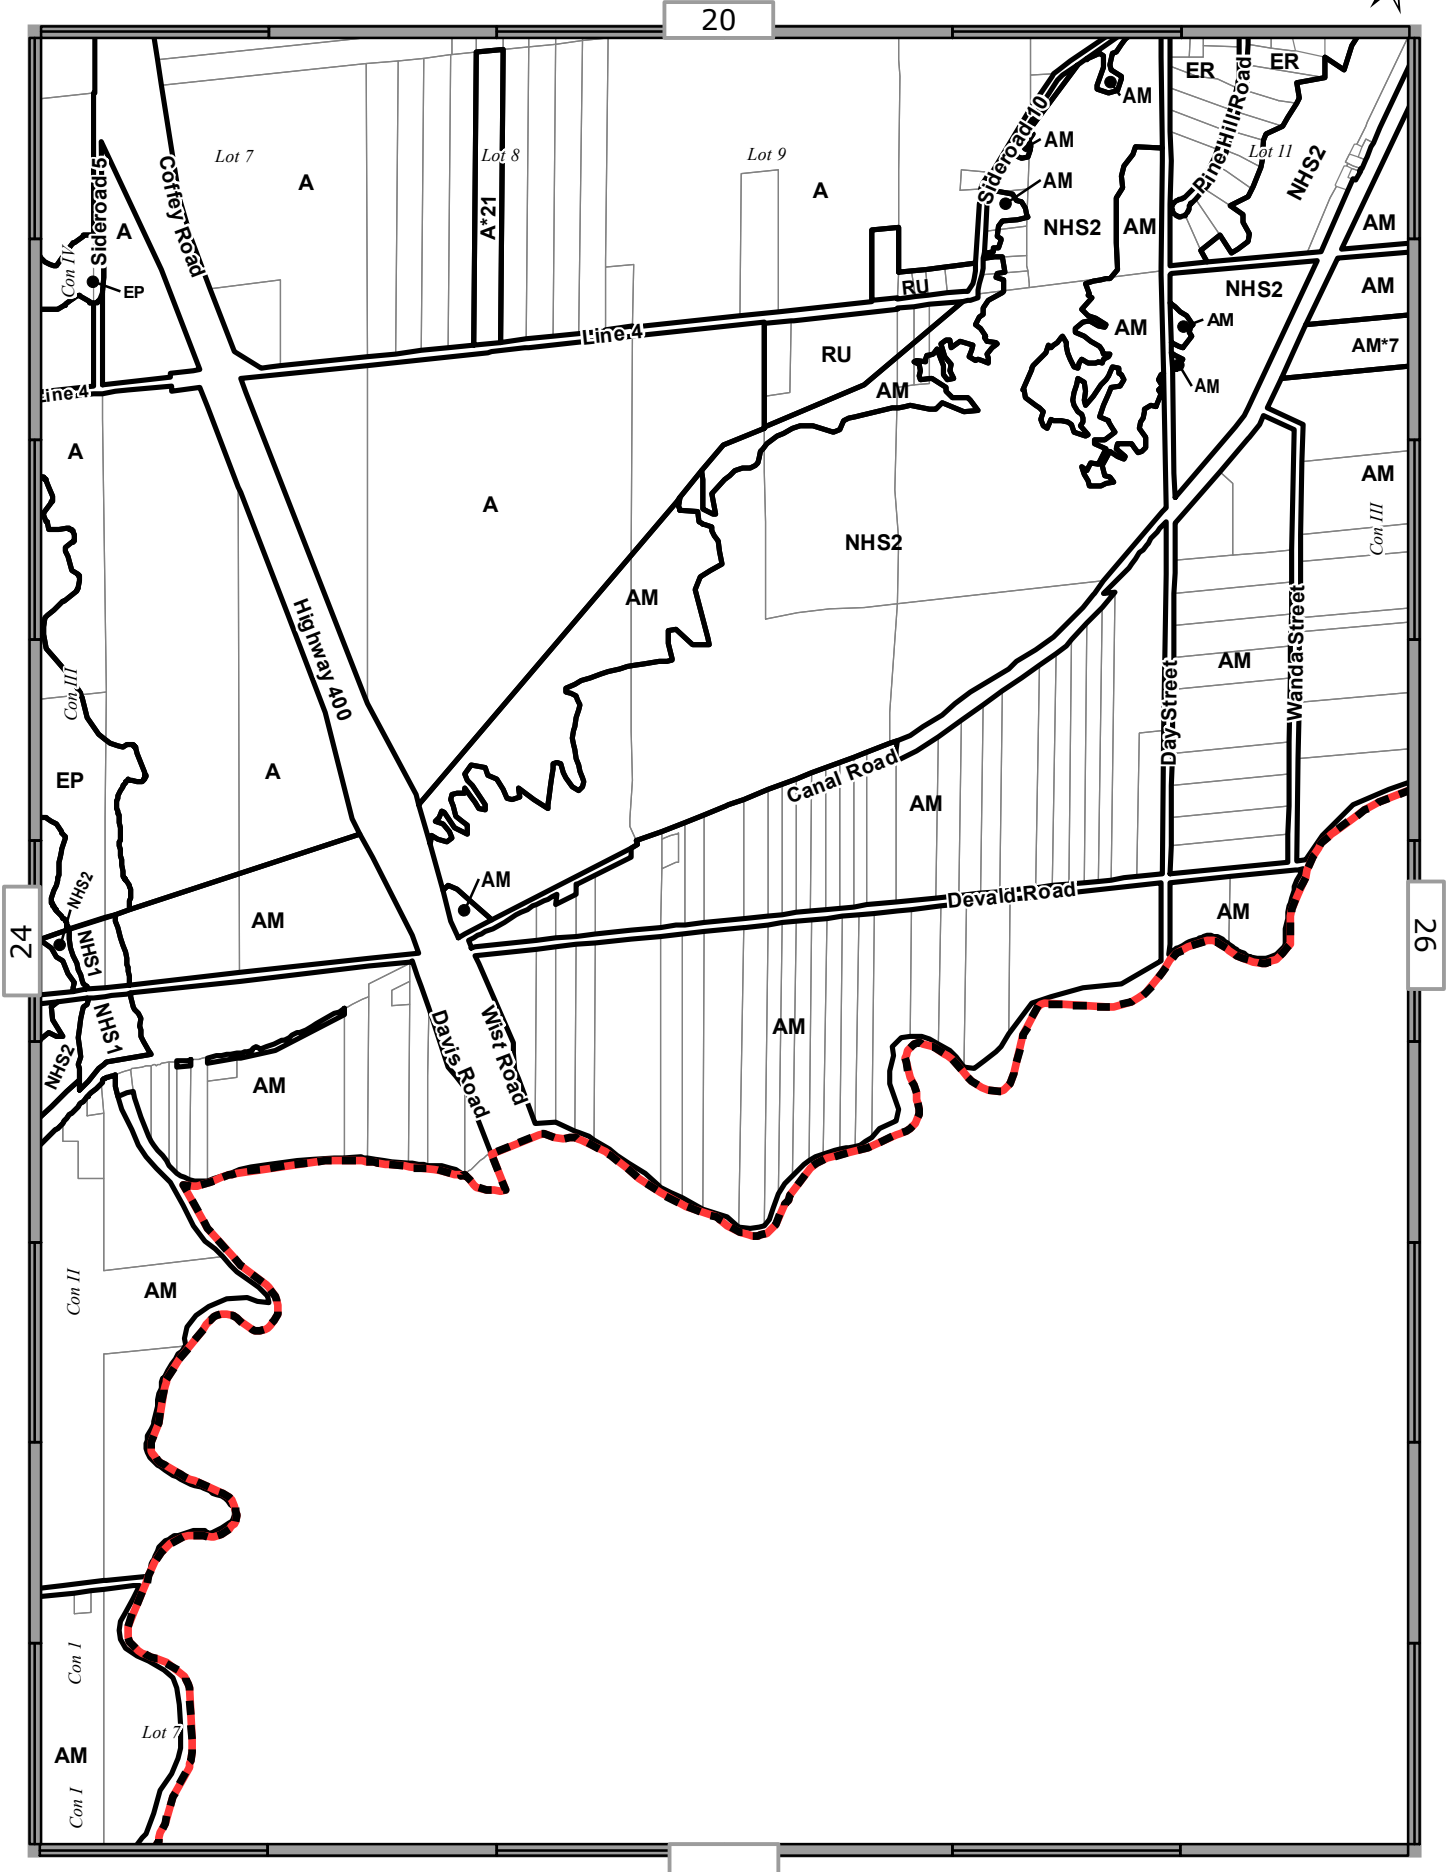 20
ER
ER
AM
Pine Hill Road
Sideroad 10
AM
Lot 7
Lot 8
Lot 9
Lot 11
NHS2
AM
A
A
A*21
Sideroad 5
Coffey Road
A
NHS2
AM
AM
Con IV
EP
RU
NHS2
AM
AM
AM
Line 4
RU
AM*7
AM
AM
Line 4
A
AM
A
Con III
NHS2
AM
Highway 400
Wanda Street
AM
Con III
Day Street
EP
A
Canal Road
AM
NHS2
AM
Devald Road
AM
AM
24
26
NHS1
NHS1
Davis Road
Wist Road
AM
NHS2
AM
Con II
AM
Con I
Lot 7
AM
Con I